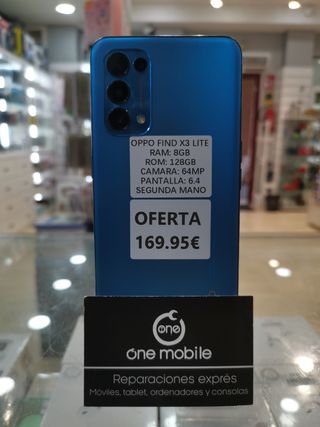 OPPO FIND X3 LITE
RAM: 8GB
ROM: 128GB
CAMARA: 64MP
PANTALLA: 6.4
SEGUNDA MANO
OFERTA
169.95€
one
óne mobile
Reparaciones exprés
Móviles, tablet, ordenadores y consolas